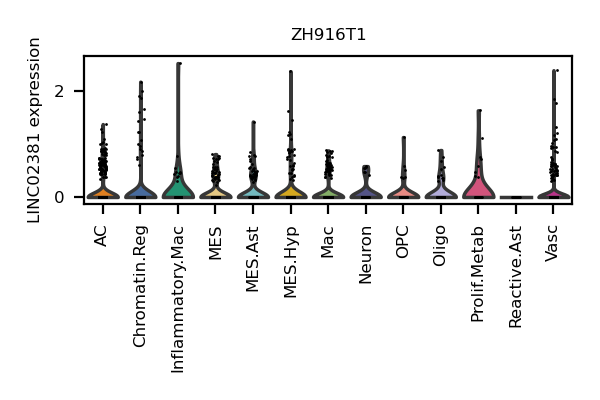 ZH916T1
LINC02381 expression
2
0
AC
Chromatin.Reg
Inflammatory.Mac
MES
MES.Ast
MES.Hyp
Mac
Neuron
OPC
Oligo
Prolif.Metab
Reactive.Ast
Vasc